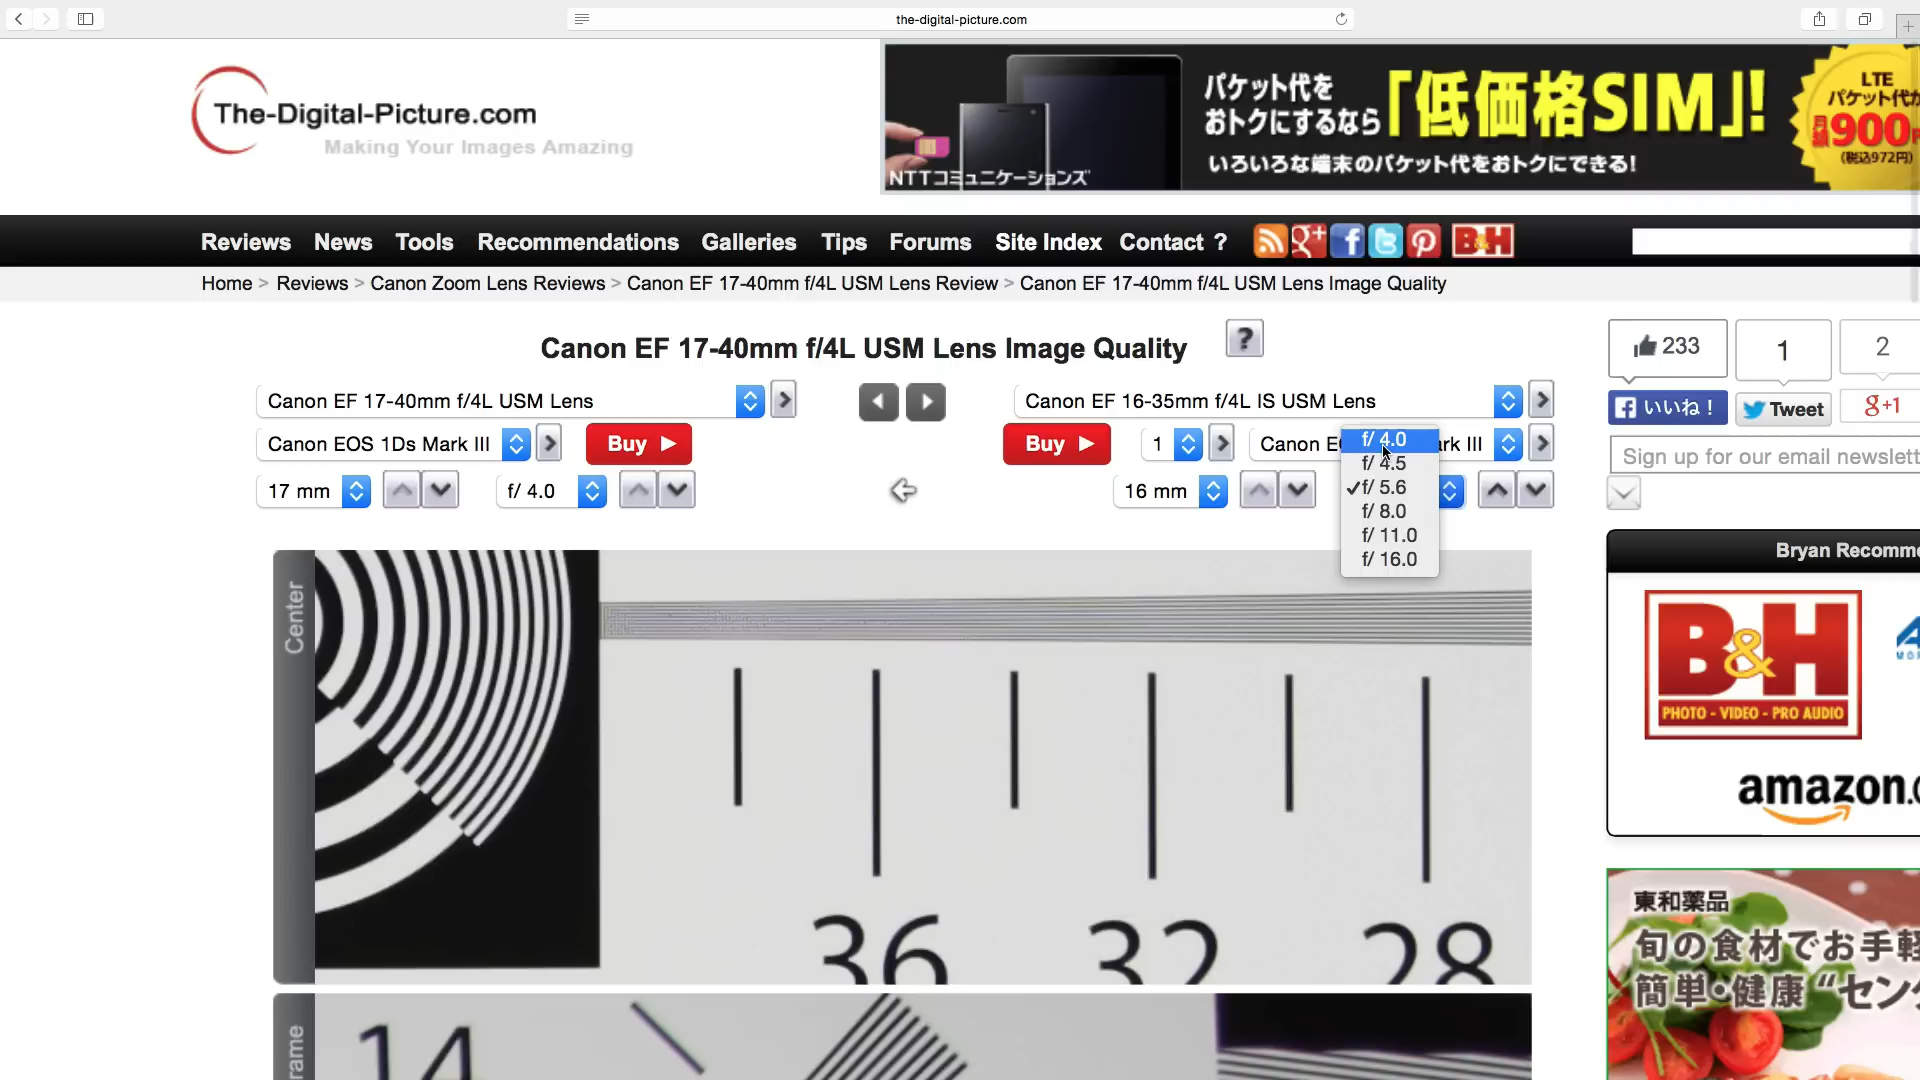 the-digital-picture.com
The-Digital-Picture.com
Making Your Images Amazing
パケット代を
おトクにするなら「低価格SIM」!
いろいろな端末のパケット代をおトクにできる!
NTTコミュニケーションズ
LTE
パケット代が
900
(税込972円)
Reviews News Tools Recommendations Galleries Tips Forums Site Index Contact ? B&H
Home > Reviews > Canon Zoom Lens Reviews > Canon EF 17-40mm f/4L USM Lens Review > Canon EF 17-40mm f/4L USM Lens Image Quality
Canon EF 17-40mm f/4L USM Lens Image Quality ?
Canon EF 17-40mm f/4L USM Lens
Canon EF 16-35mm f/4L IS USM Lens
Canon EOS 1Ds Mark III
Buy
Buy
1
Canon E
rk III
17 mm
f/ 4.0
16 mm
f/ 4.0
f/ 4.5
✓f/ 5.6
f/ 8.0
f/ 11.0
f/ 16.0
233
1
2
いいね!
Tweet
g+1
Sign up for our email newslett
Bryan Recomme
B&H
PHOTO - VIDEO - PRO AUDIO
amazon.
Center
36 32 28
14
rame
東和薬品
旬の食材でお手軽
簡単・健康 “センク